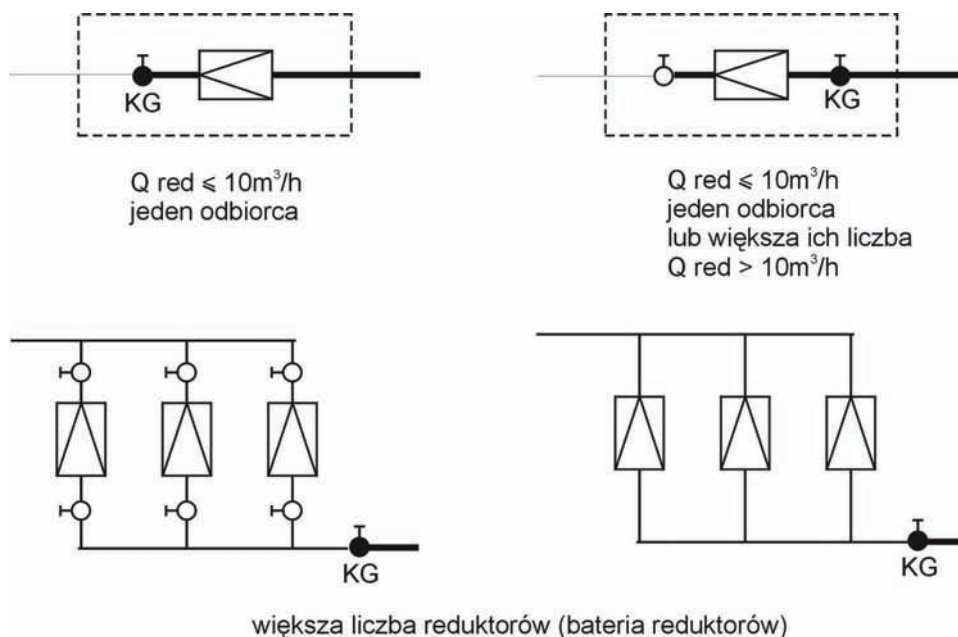 KG
KG
Q red ⩽ 10m³/h
jeden odbiorca
Q red ⩽ 10m³/h
jeden odbiorca
lub większa ich liczba
Q red > 10m³/h
KG
KG
większa liczba reduktorów (bateria reduktorów)